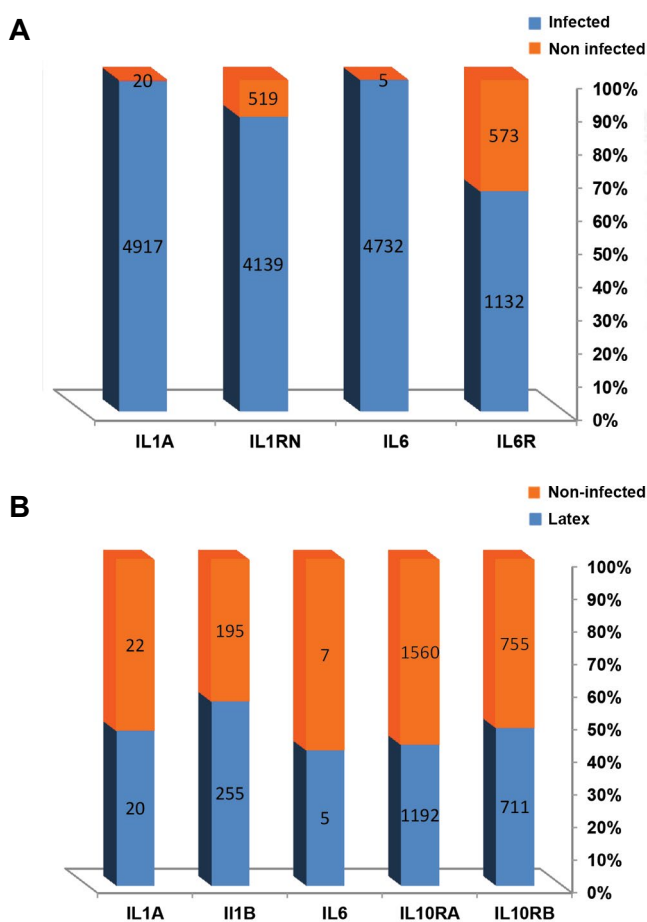 A
Infected
Non infected
20
519
5
573
4917
4139
4732
1132
100%
90%
80%
70%
60%
50%
40%
30%
20%
10%
0%
IL1A
IL1RN
IL6
IL6R
B
Non-infected
Latex
22
195
7
1560
755
20
255
5
1192
711
100%
90%
80%
70%
60%
50%
40%
30%
20%
10%
0%
IL1A
Il1B
IL6
IL10RA
IL10RB